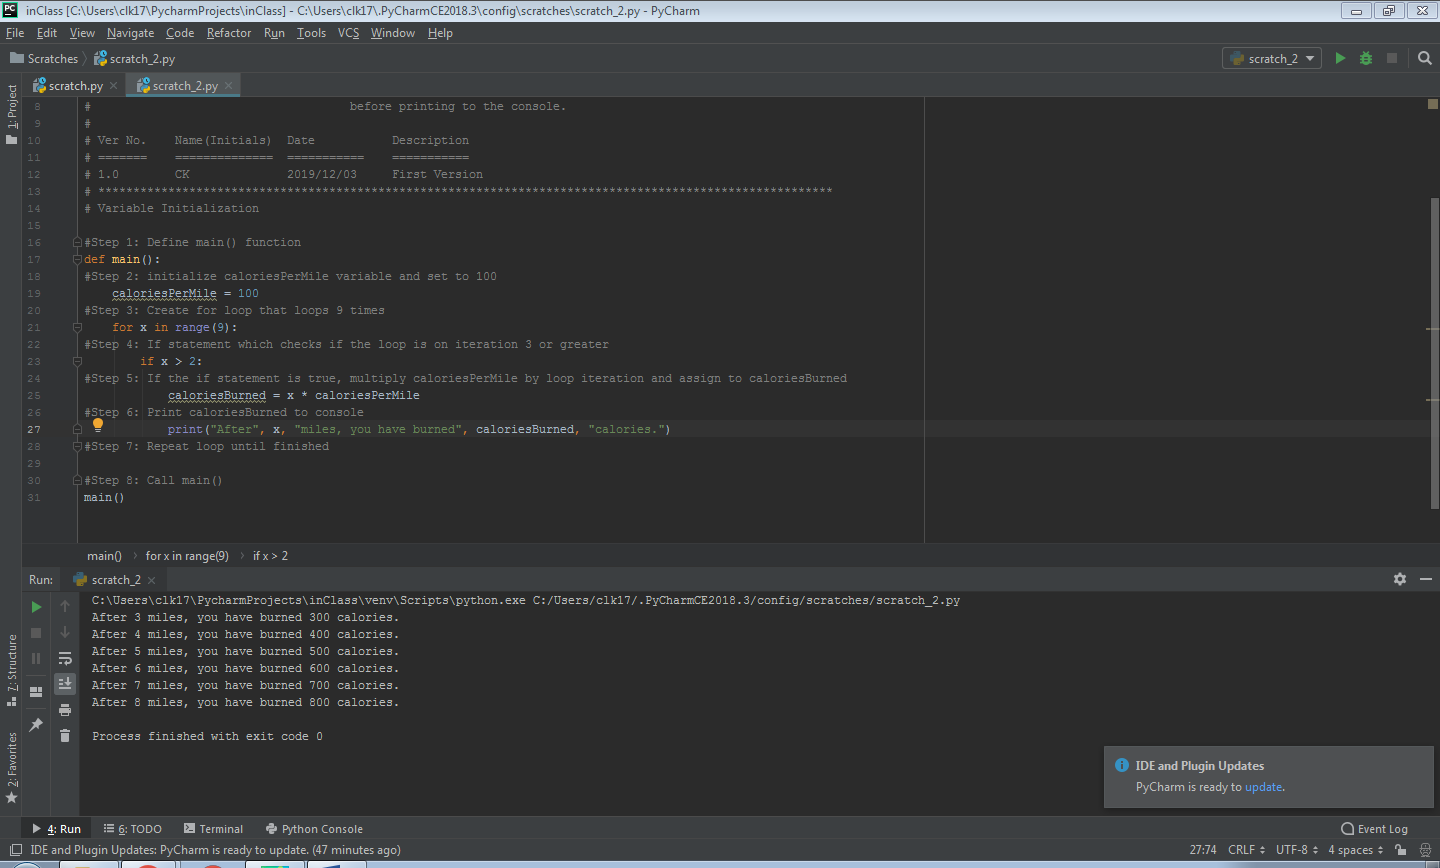 inClass [C:\Users\clk17\PycharmProjects\inClass] - C:\Users\clk17\.PyCharmCE2018.3\config\scratches\scratch_2.py - PyCharm
File Edit View Navigate Code Refactor Run Tools VCS Window Help
Scratches scratch_2.py scratch_2
scratch.py scratch_2.py
1: Project
8 # before printing to the console.
9 #
10 # Ver No. Name(Initials) Date Description
11 # ======= ============== =========== ===========
12 # 1.0 CK 2019/12/03 First Version
13 # *********************************************************************************************************
14 # Variable Initialization
15
16 #Step 1: Define main() function
17 def main():
18 #Step 2: initialize caloriesPerMile variable and set to 100
19 caloriesPerMile = 100
20 #Step 3: Create for loop that loops 9 times
21 for x in range(9):
22 #Step 4: If statement which checks if the loop is on iteration 3 or greater
23 if x > 2:
24 #Step 5: If the if statement is true, multiply caloriesPerMile by loop iteration and assign to caloriesBurned
25 caloriesBurned = x * caloriesPerMile
26 #Step 6: Print caloriesBurned to console
27 print("After", x, "miles, you have burned", caloriesBurned, "calories.")
28 #Step 7: Repeat loop until finished
29
30 #Step 8: Call main()
31 main()
main() for x in range(9) if x > 2
Run: scratch_2
C:\Users\clk17\PycharmProjects\inClass\venv\Scripts\python.exe C:/Users/clk17/.PyCharmCE2018.3/config/scratches/scratch_2.py
After 3 miles, you have burned 300 calories.
After 4 miles, you have burned 400 calories.
After 5 miles, you have burned 500 calories.
After 6 miles, you have burned 600 calories.
After 7 miles, you have burned 700 calories.
After 8 miles, you have burned 800 calories.
Process finished with exit code 0
7: Structure
2: Favorites
IDE and Plugin Updates
PyCharm is ready to update.
4: Run 6: TODO Terminal Python Console Event Log
IDE and Plugin Updates: PyCharm is ready to update. (47 minutes ago) 27:74 CRLF UTF-8 4 spaces